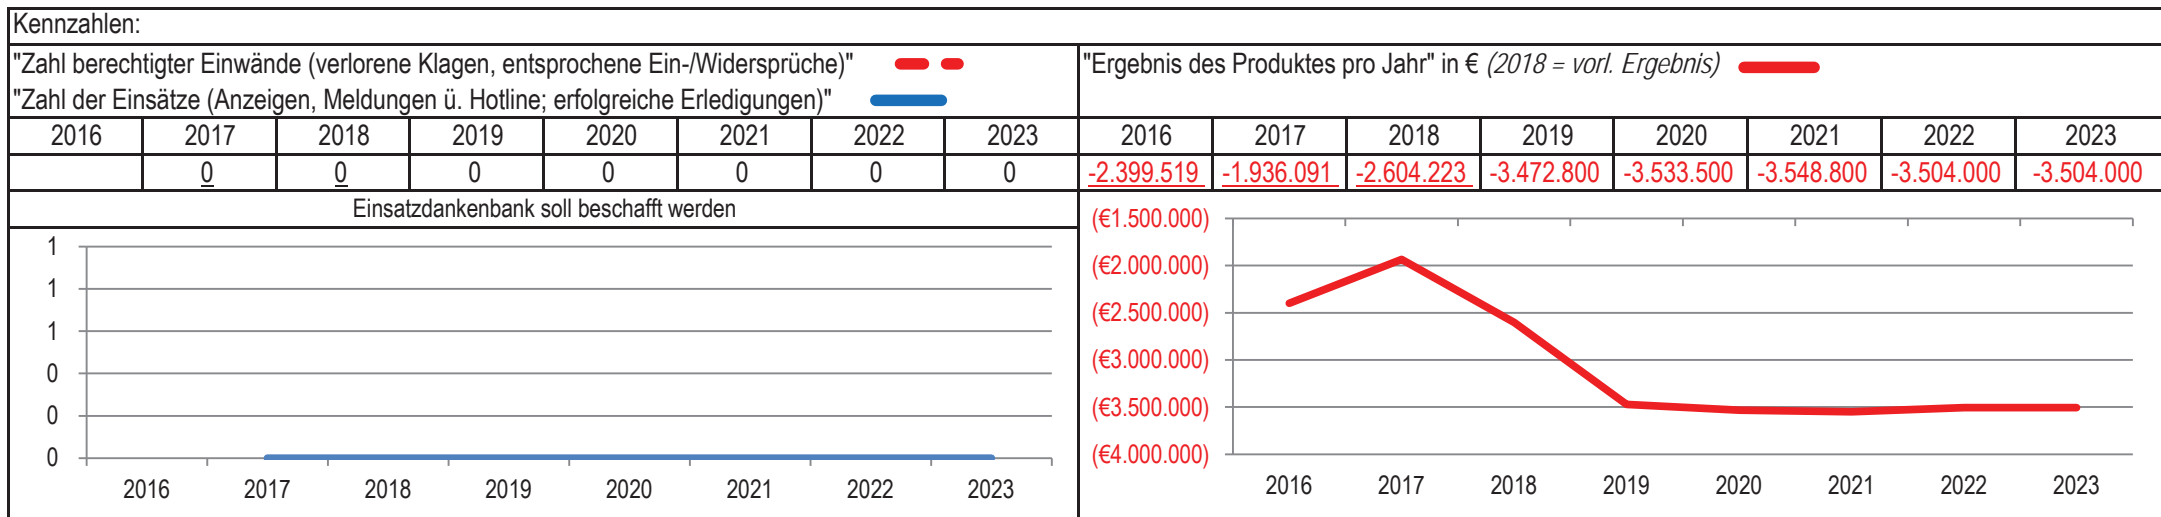 Kennzahlen:
"Zahl berechtigter Einwände (verlorene Klagen, entsprochene Ein-/Widersprüche)"
"Zahl der Einsätze (Anzeigen, Meldungen ü. Hotline; erfolgreiche Erledigungen)"
2016 2017 2018 2019 2020 2021 2022 2023
0 0 0 0 0 0 0
Einsatzdankenbank soll beschafft werden
1
1
1
0
0
0
2016 2017 2018 2019 2020 2021 2022 2023
"Ergebnis des Produktes pro Jahr" in € (2018 = vorl. Ergebnis)
2016 2017 2018 2019 2020 2021 2022 2023
-2.399.519 -1.936.091 -2.604.223 -3.472.800 -3.533.500 -3.548.800 -3.504.000 -3.504.000
(€1.500.000)
(€2.000.000)
(€2.500.000)
(€3.000.000)
(€3.500.000)
(€4.000.000)
2016 2017 2018 2019 2020 2021 2022 2023